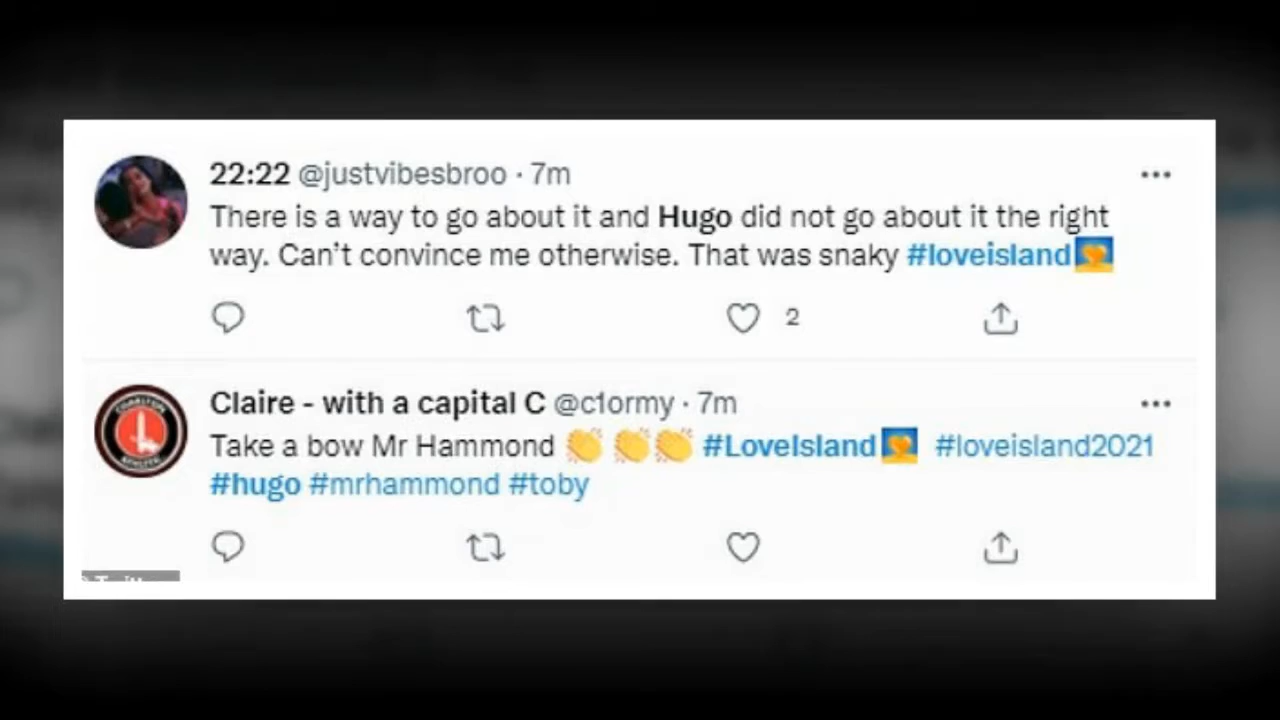 22:22 @justvibesbroo · 7m
There is a way to go about it and Hugo did not go about it the right
way. Can't convince me otherwise. That was snaky #loveisland
2
Claire - with a capital C @c1ormy · 7m
Take a bow Mr Hammond 👏 👏👏 #LoveIsland #loveisland2021
#hugo #mrhammond #toby